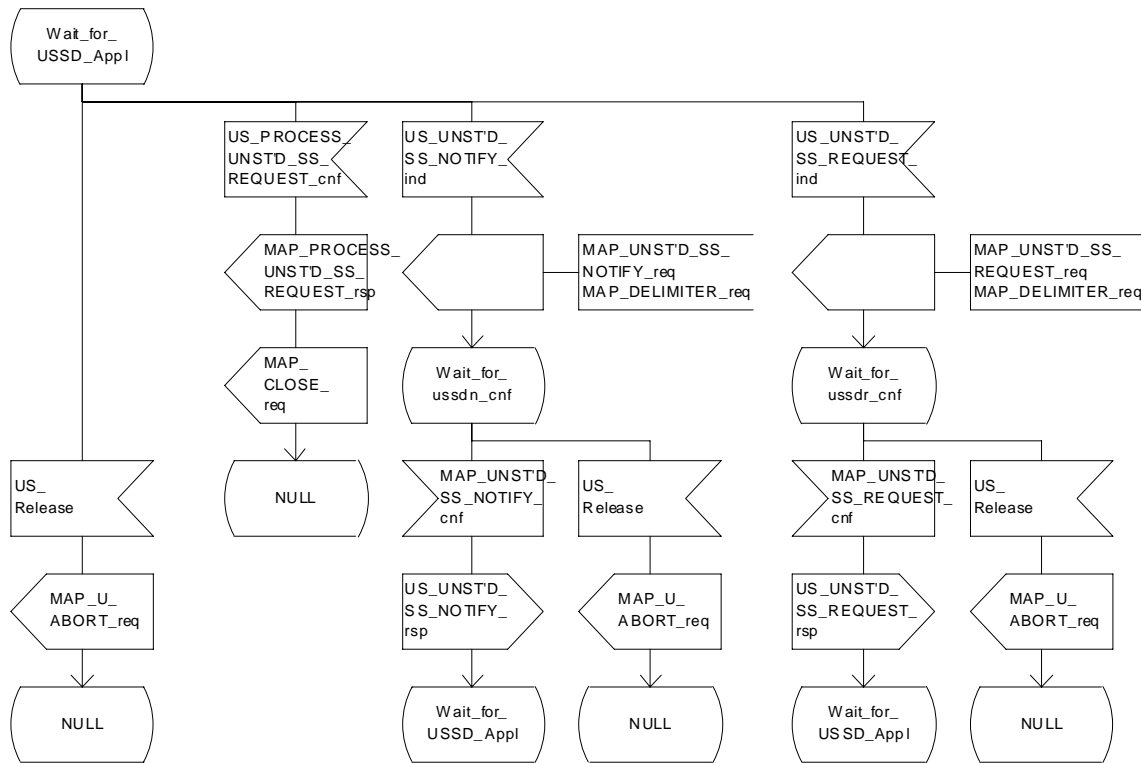 Wait_for_
USSD_Appl
US_PROCESS_
UNST'D_SS_
REQUEST_cnf
US_UNST'D_
SS_NOTIFY_
ind
US_UNST'D_
SS_REQUEST_
ind
MAP_PROCESS_
UNST'D_SS_
REQUEST_rsp
MAP_UNST'D_SS_
NOTIFY_req
MAP_DELIMITER_req
MAP_UNST'D_SS_
REQUEST_req
MAP_DELIMITER_req
MAP_
CLOSE_
req
Wait_for_
ussdn_cnf
Wait_for_
ussdr_cnf
US_
Release
NULL
MAP_UNST'D_
SS_NOTIFY_
cnf
US_
Release
MAP_UNST'D_
SS_REQUEST_
cnf
US_
Release
MAP_U_
ABORT_req
US_UNST'D_
SS_NOTIFY_
rsp
MAP_U_
ABORT_req
US_UNST'D_
SS_REQUEST_
rsp
MAP_U_
ABORT_req
NULL
Wait_for_
USSD_Appl
NULL
Wait_for_
USSD_Appl
NULL